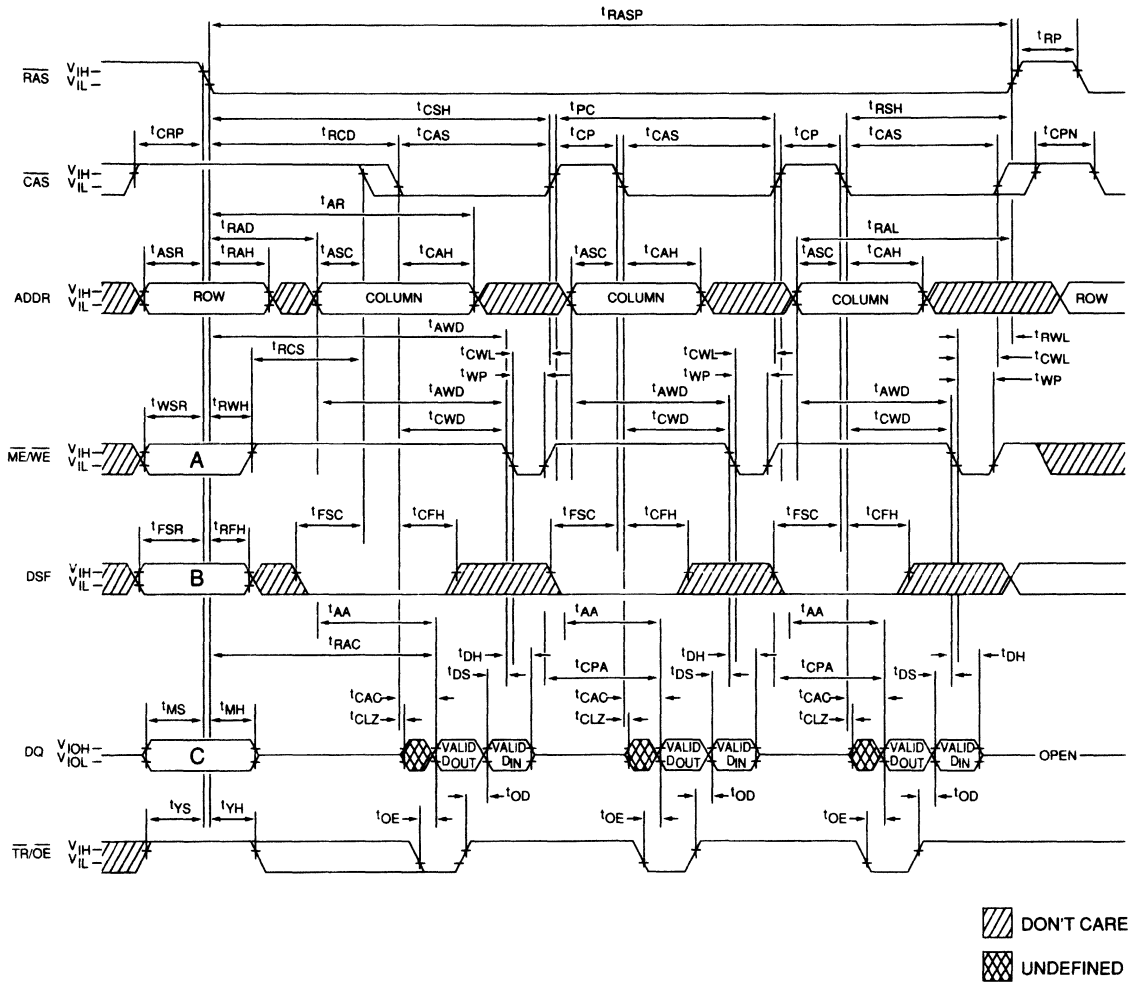 tRASP
tRP
RAS VIH VIL
tCSH tPC tRSH
tCRP tRCD tCAS tCP tCAS tCP tCAS tCPN
CAS VIH VIL
tAR
tRAD tRAL
tASR tRAH tASC tCAH tASC tCAH tASC tCAH
ADDR VIH VIL ROW COLUMN COLUMN COLUMN ROW
tAWD tRWL
tRCS tCWL tCWL tCWL
tWP tWP tWP
tAWD tAWD tAWD
tWSR tRWH tCWD tCWD tCWD
ME/WE VIH VIL A
tFSR tRFH tFSC tCFH tFSC tCFH tFSC tCFH
DSF VIH VIL B
tAA tAA tAA
tRAC tDH tDH tDH
tDS tCPA tDS tCPA tDS
tCAC tCAC tCAC
tMS tMH tCLZ tCLZ tCLZ
DQ VIOH VIOL C VALID DOUT VALID DIN VALID DOUT VALID DIN VALID DOUT VALID DIN OPEN
tYS tYH tOE tOD tOE tOD tOE tOD
TR/OE VIH VIL
DON'T CARE
UNDEFINED